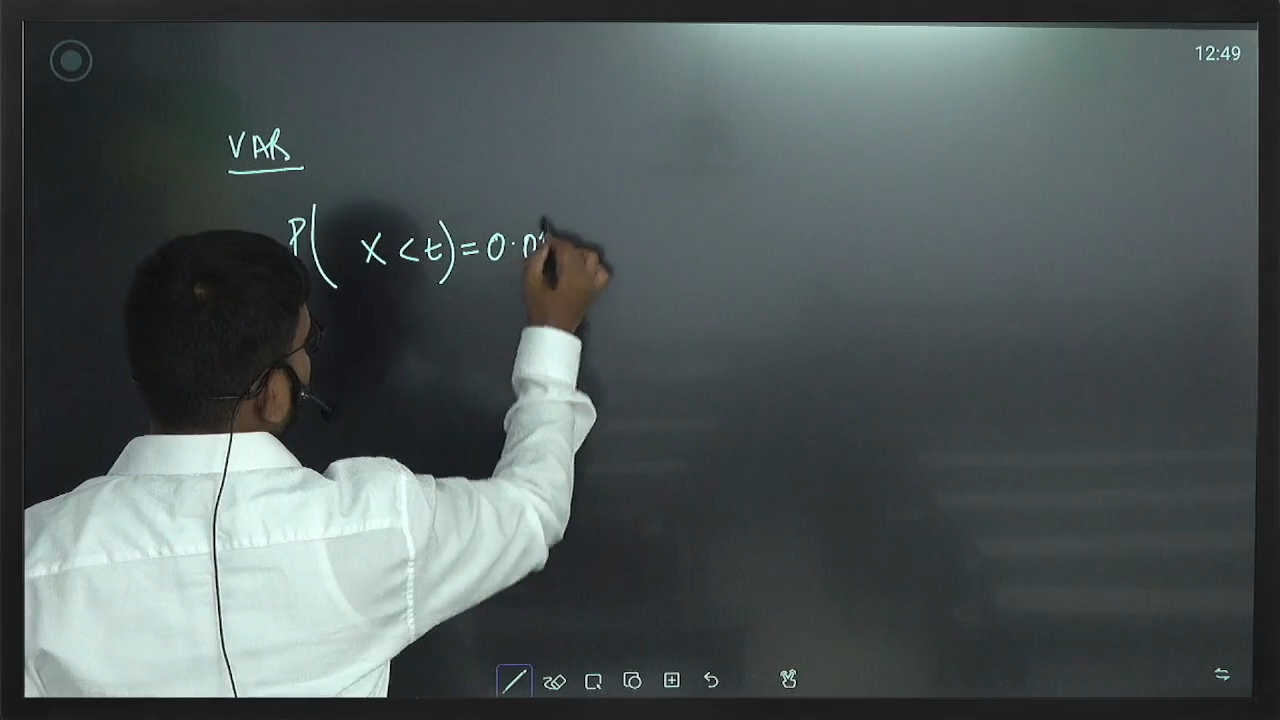 12:49
VAR
P( X < t) = 0.